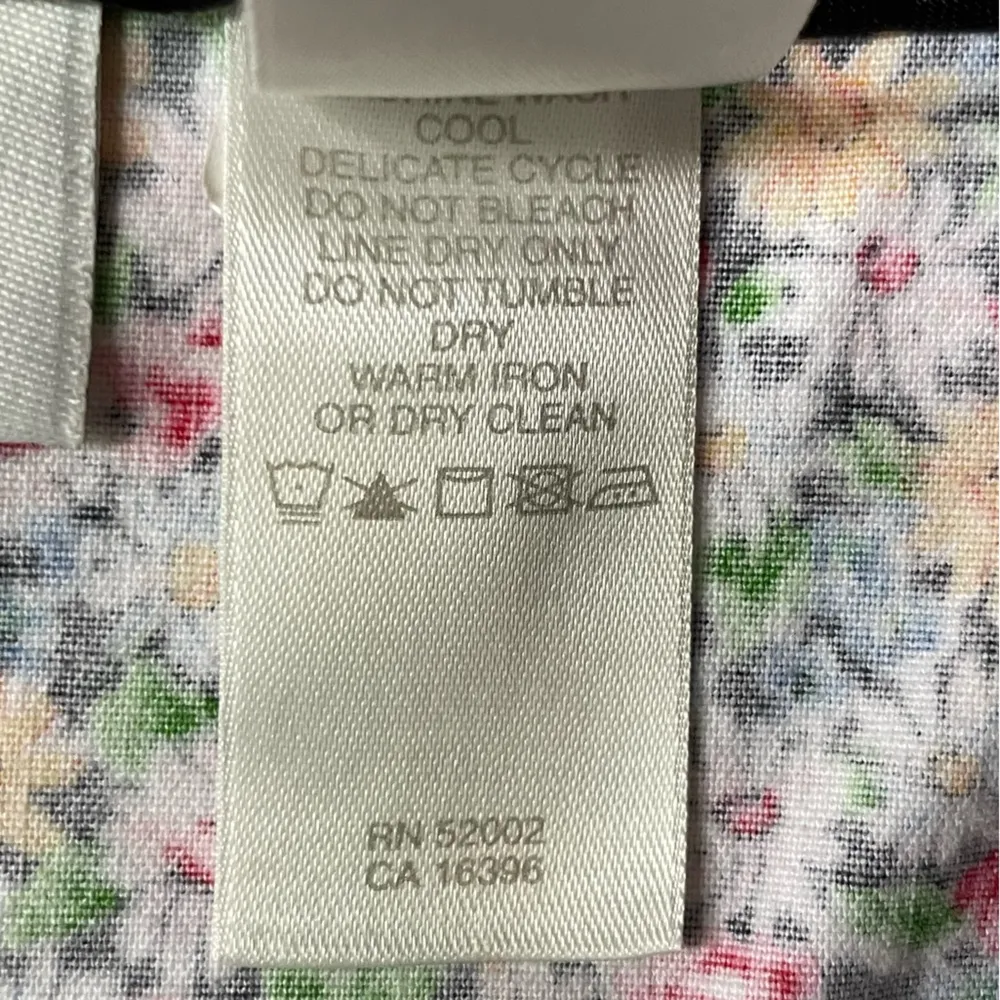 WASH
COOL
DELICATE CYCLE
DO NOT BLEACH
LINE DRY ONLY
DO NOT TUMBLE
DRY
WARM IRON
OR DRY CLEAN
RN 52002
CA 16396